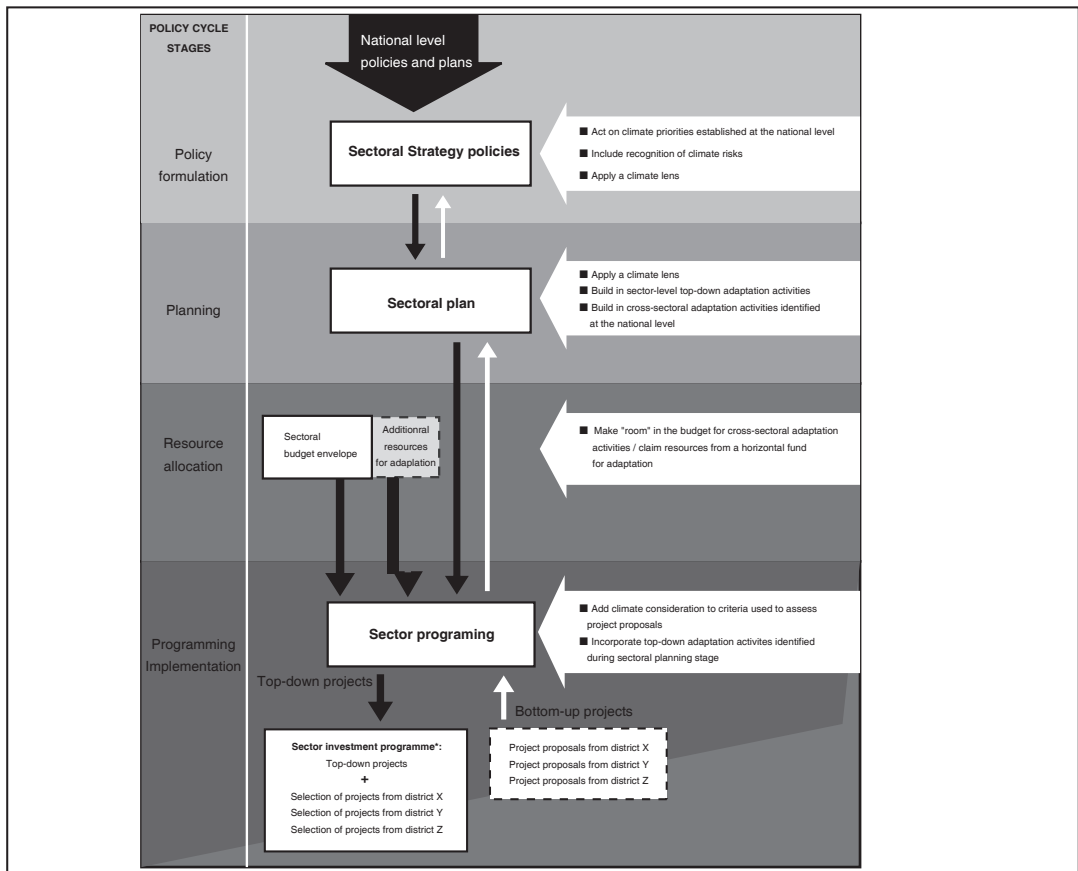 POLICY CYCLE
STAGES
National level
policies and plans
Policy
formulation
Sectoral Strategy policies
■ Act on climate priorities established at the national level
■ Include recognition of climate risks
■ Apply a climate lens
Planning
Sectoral plan
■ Apply a climate lens
■ Build in sector-level top-down adaptation activities
■ Build in cross-sectoral adaptation activities identified
at the national level
Resource
allocation
Sectoral
budget envelope
Additionral
resources
for adaptation
■ Make "room" in the budget for cross-sectoral adaptation
activities / claim resources from a horizontal fund
for adaptation
Programming
Implementation
Sector programing
■ Add climate consideration to criteria used to assess
project proposals
■ Incorporate top-down adaptation activites identified
during sectoral planning stage
Top-down projects
Bottom-up projects
Sector investment programme*:
Top-down projects
+
Selection of projects from district X
Selection of projects from district Y
Selection of projects from district Z
Project proposals from district X
Project proposals from district Y
Project proposals from district Z